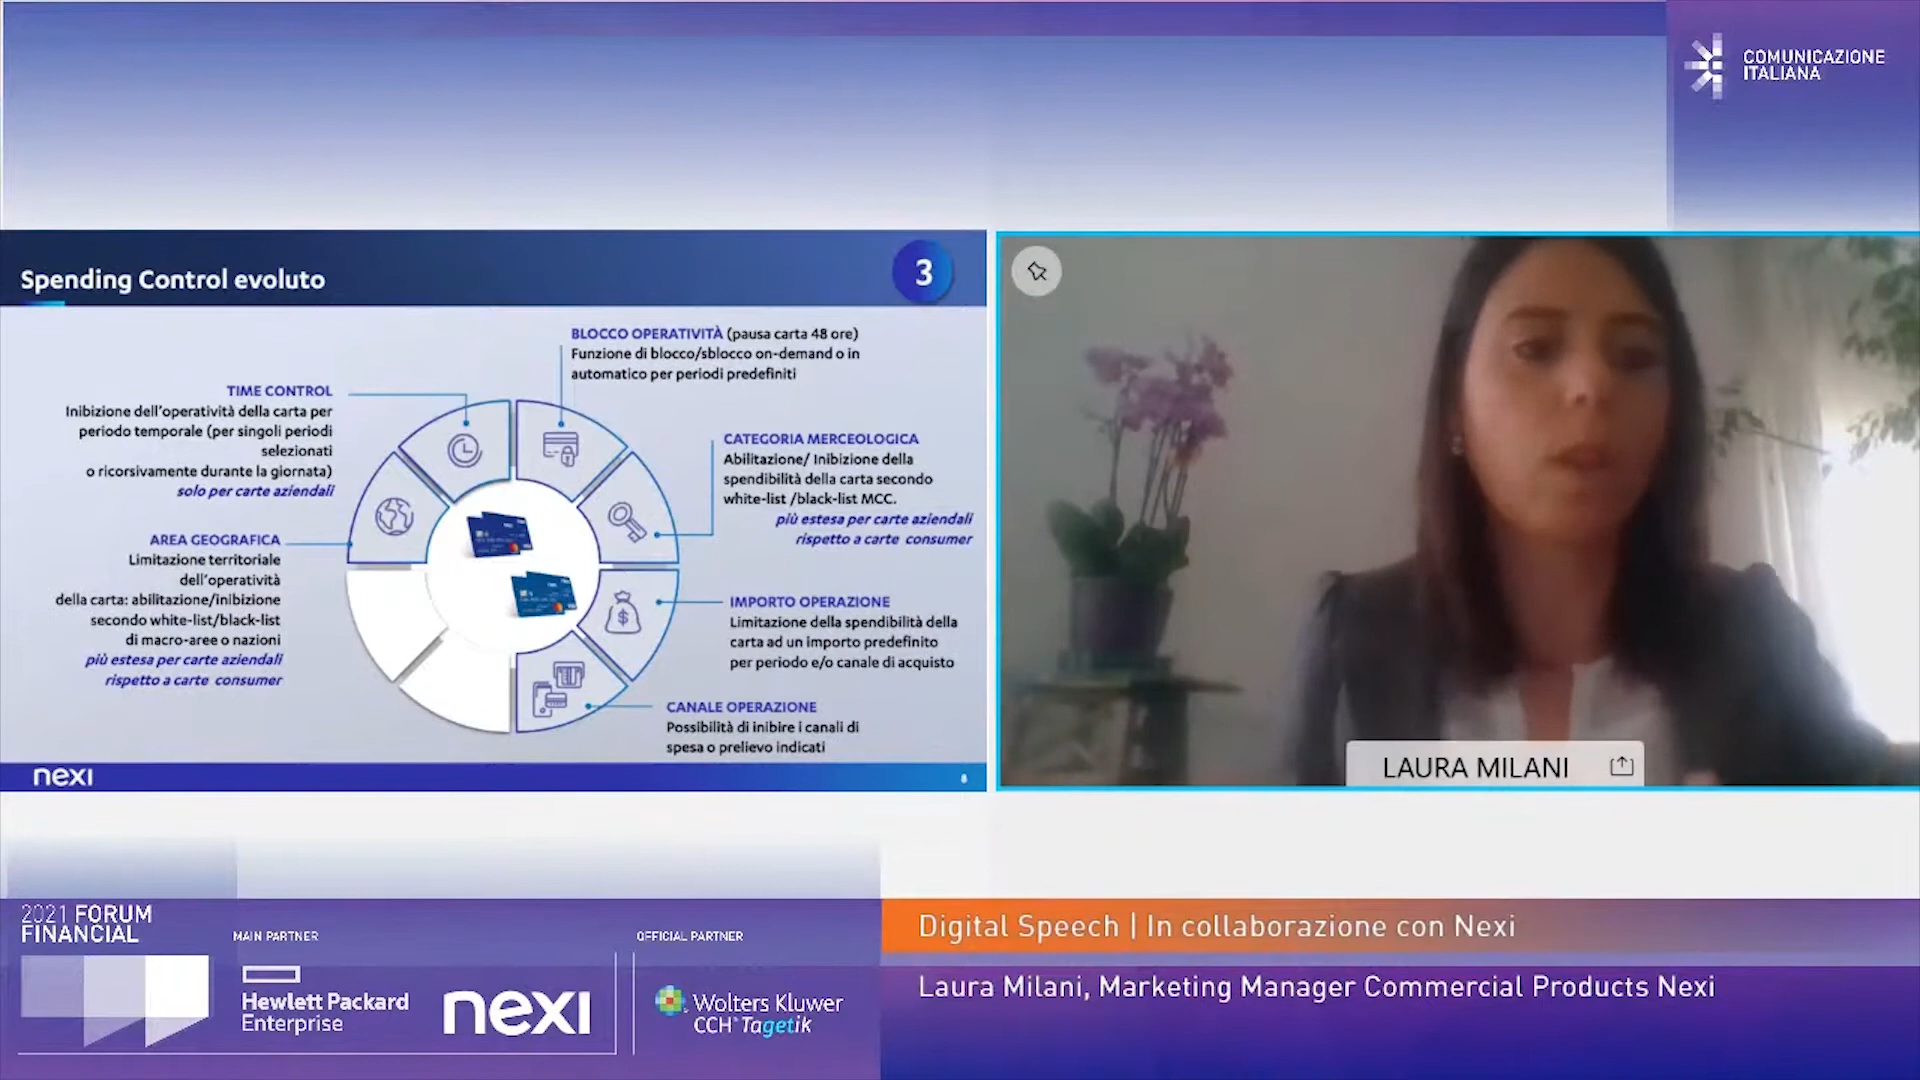 COMUNICAZIONE
ITALIANA
Spending Control evoluto
3
BLOCCO OPERATIVITÀ (pausa carta 48 ore)
Funzione di blocco/sblocco on-demand o in
automatico per periodi predefiniti
TIME CONTROL
Inibizione dell'operatività della carta per
periodo temporale (per singoli periodi
selezionati
o ricorsivamente durante la giornata)
solo per carte aziendali
CATEGORIA MERCEOLOGICA
Abilitazione/ Inibizione della
spendibilità della carta secondo
white-list /black-list MCC.
più estesa per carte aziendali
rispetto a carte consumer
AREA GEOGRAFICA
Limitazione territoriale
dell'operatività
della carta: abilitazione/inibizione
secondo white-list/black-list
di macro-aree o nazioni
più estesa per carte aziendali
rispetto a carte consumer
IMPORTO OPERAZIONE
Limitazione della spendibilità della
carta ad un importo predefinito
per periodo e/o canale di acquisto
CANALE OPERAZIONE
Possibilità di inibire i canali di
spesa o prelievo indicati
nexi
LAURA MILANI
2021 FORUM
FINANCIAL
MAIN PARTNER
Hewlett Packard
Enterprise
nexi
OFFICIAL PARTNER
Wolters Kluwer
CCH® Tagetik
Digital Speech | In collaborazione con Nexi
Laura Milani, Marketing Manager Commercial Products Nexi